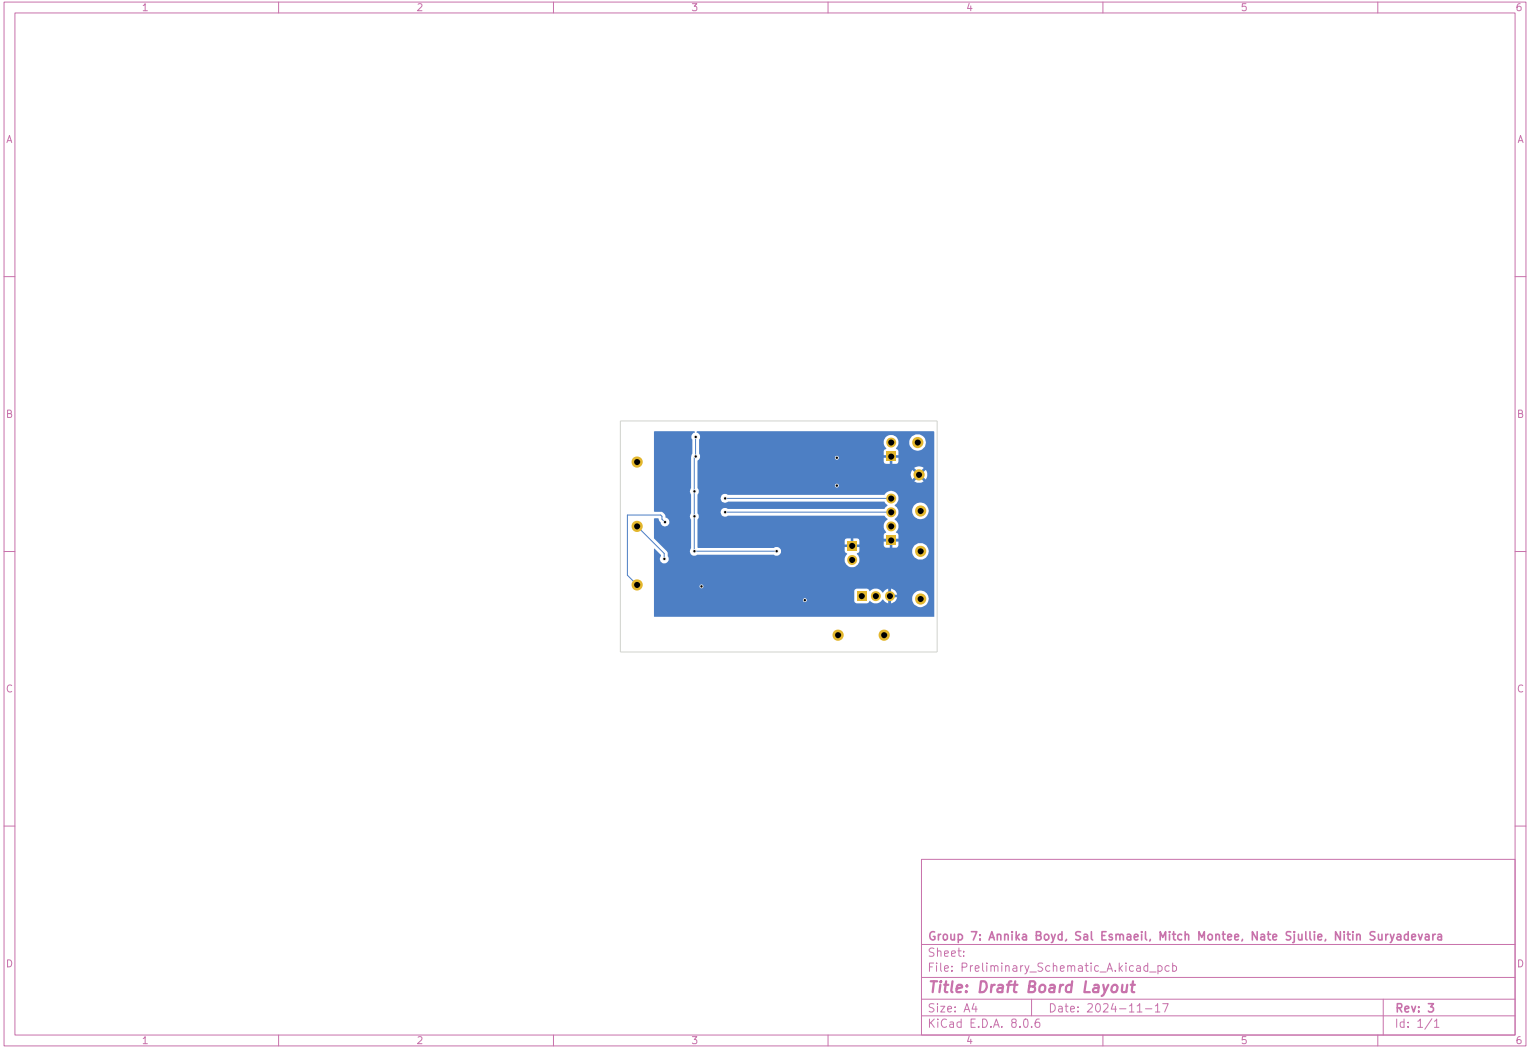 1 2 3 4 5 6
A A
B B
C C
D D
Group 7: Annika Boyd, Sal Esmaeil, Mitch Montee, Nate Sjullie, Nitin Suryadevara
Sheet:
File: Preliminary_Schematic_A.kicad_pcb
Title: Draft Board Layout
Size: A4 Date: 2024-11-17 Rev: 3
KiCad E.D.A. 8.0.6 Id: 1/1
1 2 3 4 5 6